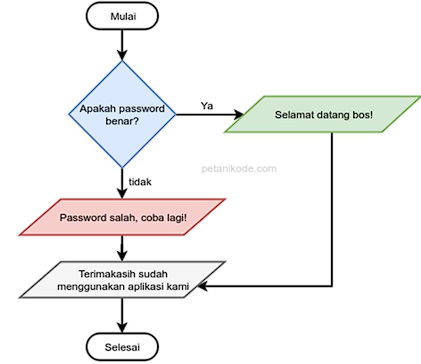 Mulai
Apakah password
benar?
Ya
Selamat datang bos!
petanikode.com
tidak
Password salah, coba lagi!
Terimakasih sudah
menggunakan aplikasi kami
Selesai